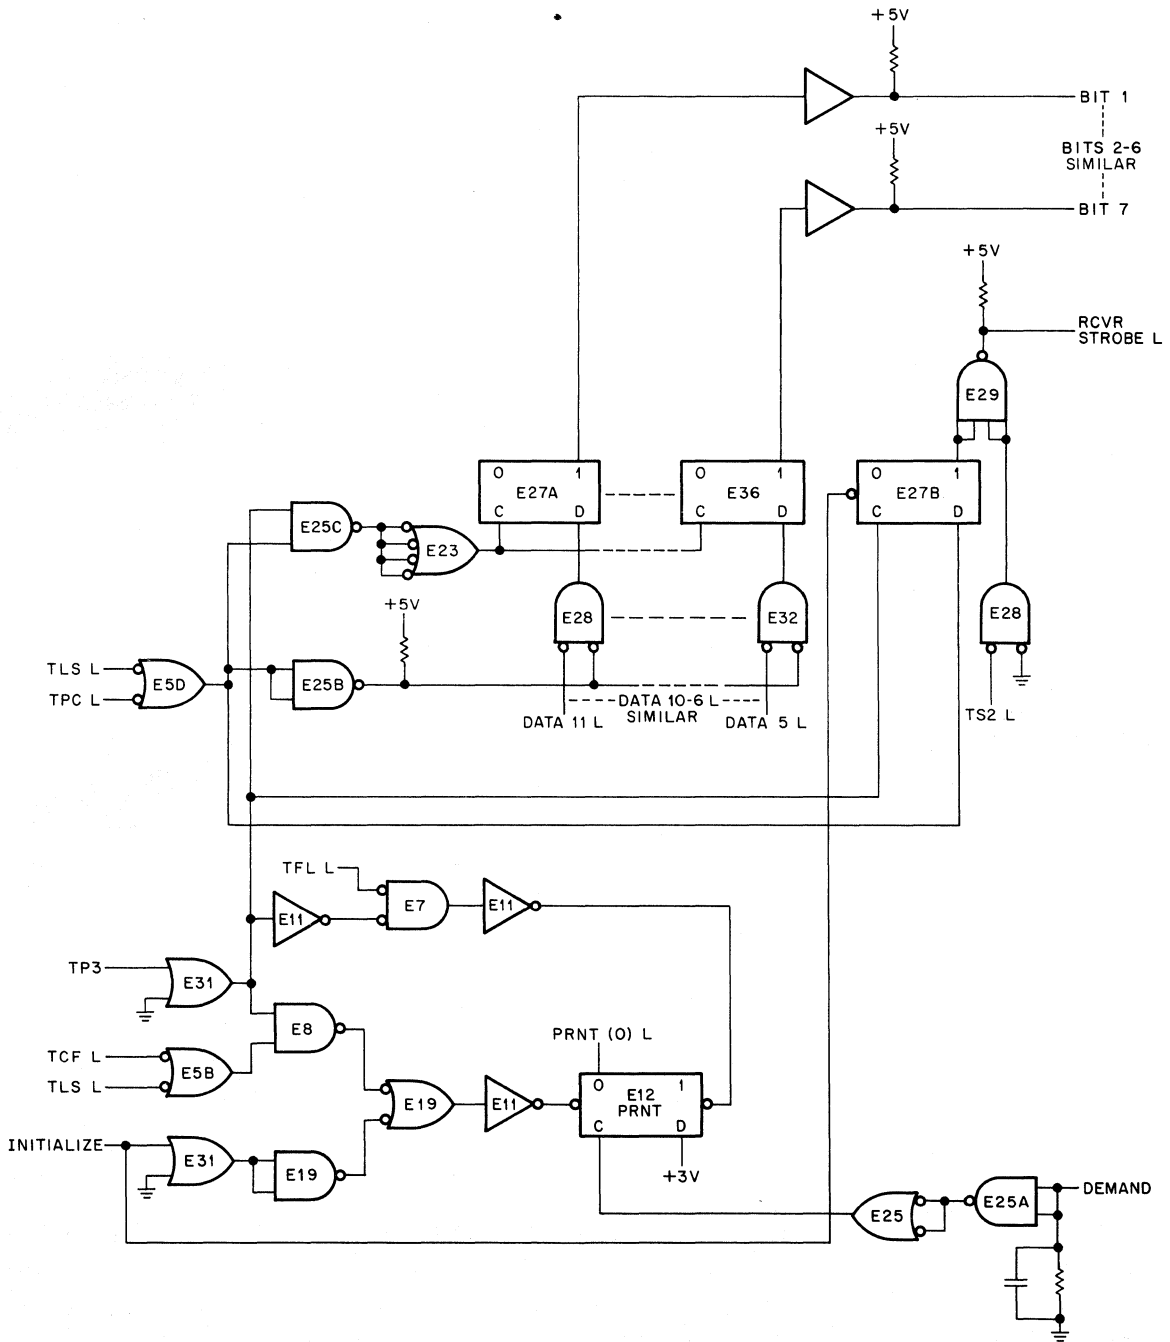 +5V
BIT 1
+5V
BITS 2-6
SIMILAR
BIT 7
+5V
RCVR
STROBE L
E29
0 1
E27A
C D
0 1
E36
C D
0 1
E27B
C D
E25C
E23
+5V
E28
E32
E28
TLS L
TPC L
E5D
E25B
DATA 10-6 L
SIMILAR
DATA 11 L
DATA 5 L
TS2 L
TFL L
E7
E11
E11
TP3
E31
E8
TCF L
TLS L
E5B
E19
E11
PRNT (0) L
0 1
E12
PRNT
C D
+3V
INITIALIZE
E31
E19
E25
E25A
DEMAND